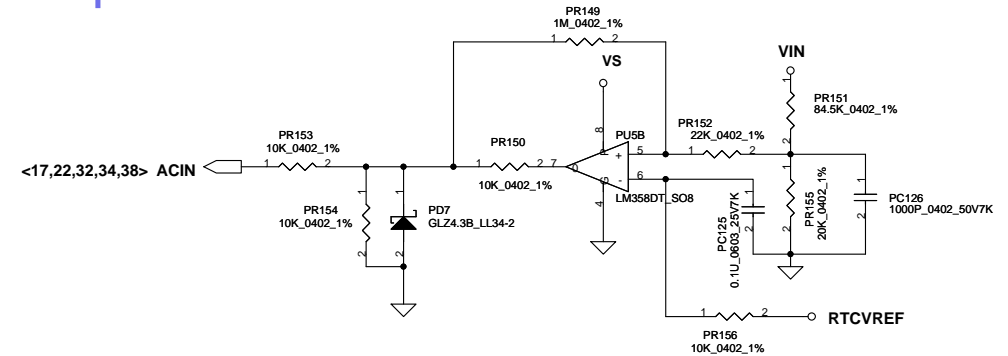 PR149
1M_0402_1%
1
2
VS
VIN
1
PR151
84.5K_0402_1%
2
8
PU5B
PR152
22K_0402_1%
PR153
10K_0402_1%
PR150
<17,22,32,34,38> ACIN
1
2
1
2
7
O
P
+
5
1
2
10K_0402_1%
-
6
G
LM358DT_SO8
4
1
PR154
10K_0402_1%
2
1
PD7
GLZ4.3B_LL34-2
2
1
PC125
0.1U_0603_25V7K
2
1
PR155
20K_0402_1%
2
1
PC126
1000P_0402_50V7K
2
1
2
RTCVREF
PR156
10K_0402_1%